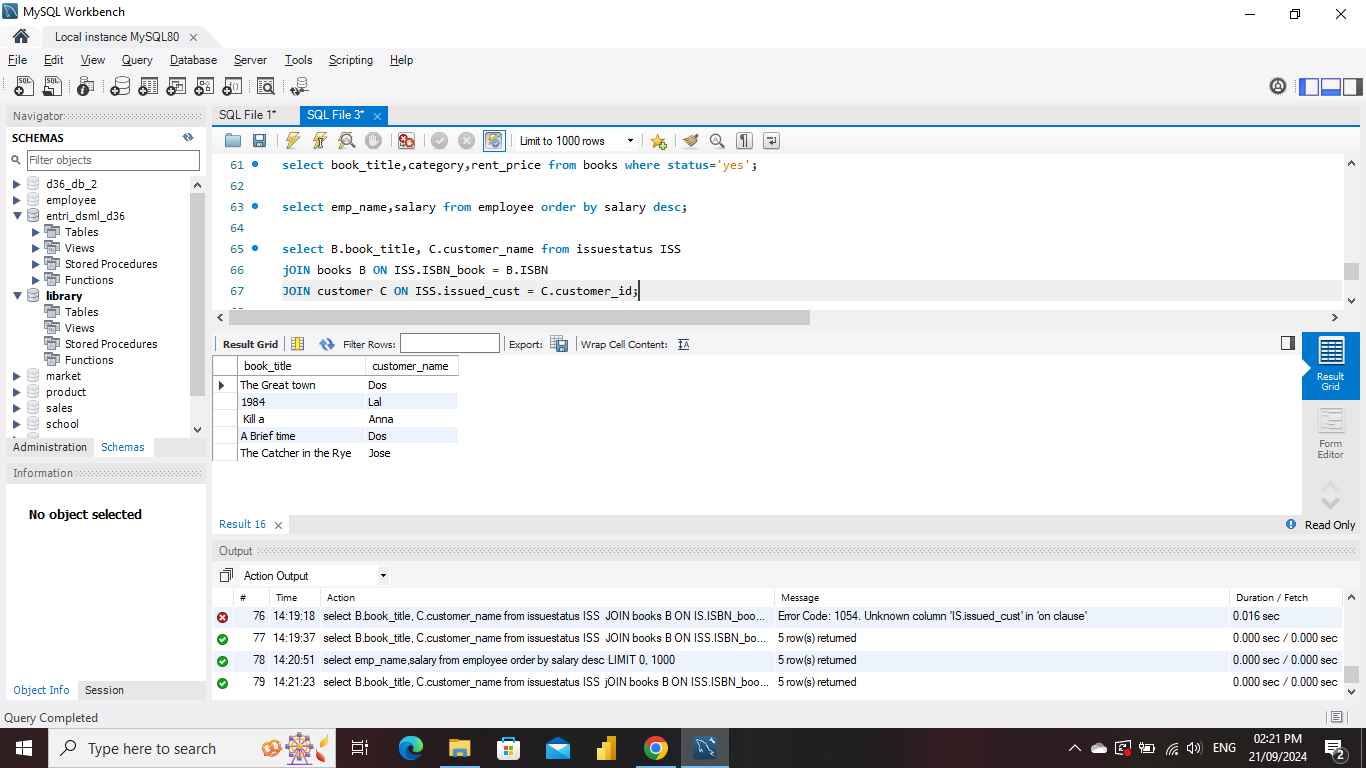 MySQL Workbench
Local instance MySQL80
File Edit View Query Database Server Tools Scripting Help
Navigator
SQL File 1* SQL File 3*
SCHEMAS
Limit to 1000 rows
Filter objects
d36_db_2
employee
entri_dsml_d36
Tables
Views
Stored Procedures
Functions
library
Tables
Views
Stored Procedures
Functions
market
product
sales
school
Administration Schemas
Information
No object selected
Object Info Session
61 select book_title,category,rent_price from books where status='yes';
62
63 select emp_name,salary from employee order by salary desc;
64
65 select B.book_title, C.customer_name from issuestatus ISS
66 jOIN books B ON ISS.ISBN_book = B.ISBN
67 JOIN customer C ON ISS.issued_cust = C.customer_id;
Result Grid Filter Rows: Export: Wrap Cell Content:
book_title customer_name
The Great town Dos
1984 Lal
Kill a Anna
A Brief time Dos
The Catcher in the Rye Jose
Result
Grid
Form
Editor
Result 16
Read Only
Output
Action Output
# Time Action Message Duration / Fetch
76 14:19:18 select B.book_title, C.customer_name from issuestatus ISS JOIN books B ON IS.ISBN_boo... Error Code: 1054. Unknown column 'IS.issued_cust' in 'on clause' 0.016 sec
77 14:19:37 select B.book_title, C.customer_name from issuestatus ISS JOIN books B ON ISS.ISBN_bo... 5 row(s) returned 0.000 sec / 0.000 sec
78 14:20:51 select emp_name,salary from employee order by salary desc LIMIT 0, 1000 5 row(s) returned 0.000 sec / 0.000 sec
79 14:21:23 select B.book_title, C.customer_name from issuestatus ISS jOIN books B ON ISS.ISBN_boo... 5 row(s) returned 0.000 sec / 0.000 sec
Query Completed
Type here to search
ENG
02:21 PM
21/09/2024
2